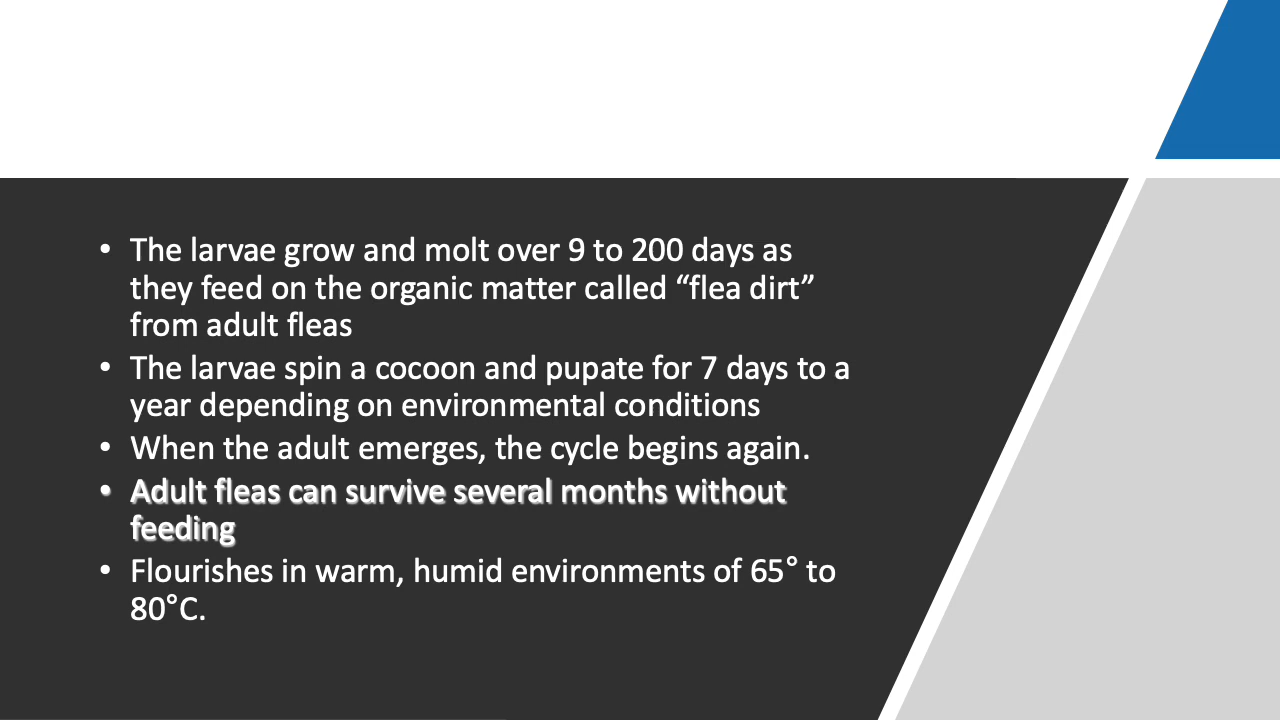 • The larvae grow and molt over 9 to 200 days as
they feed on the organic matter called “flea dirt”
from adult fleas
• The larvae spin a cocoon and pupate for 7 days to a
year depending on environmental conditions
• When the adult emerges, the cycle begins again.
• Adult fleas can survive several months without
feeding
• Flourishes in warm, humid environments of 65° to
80°C.